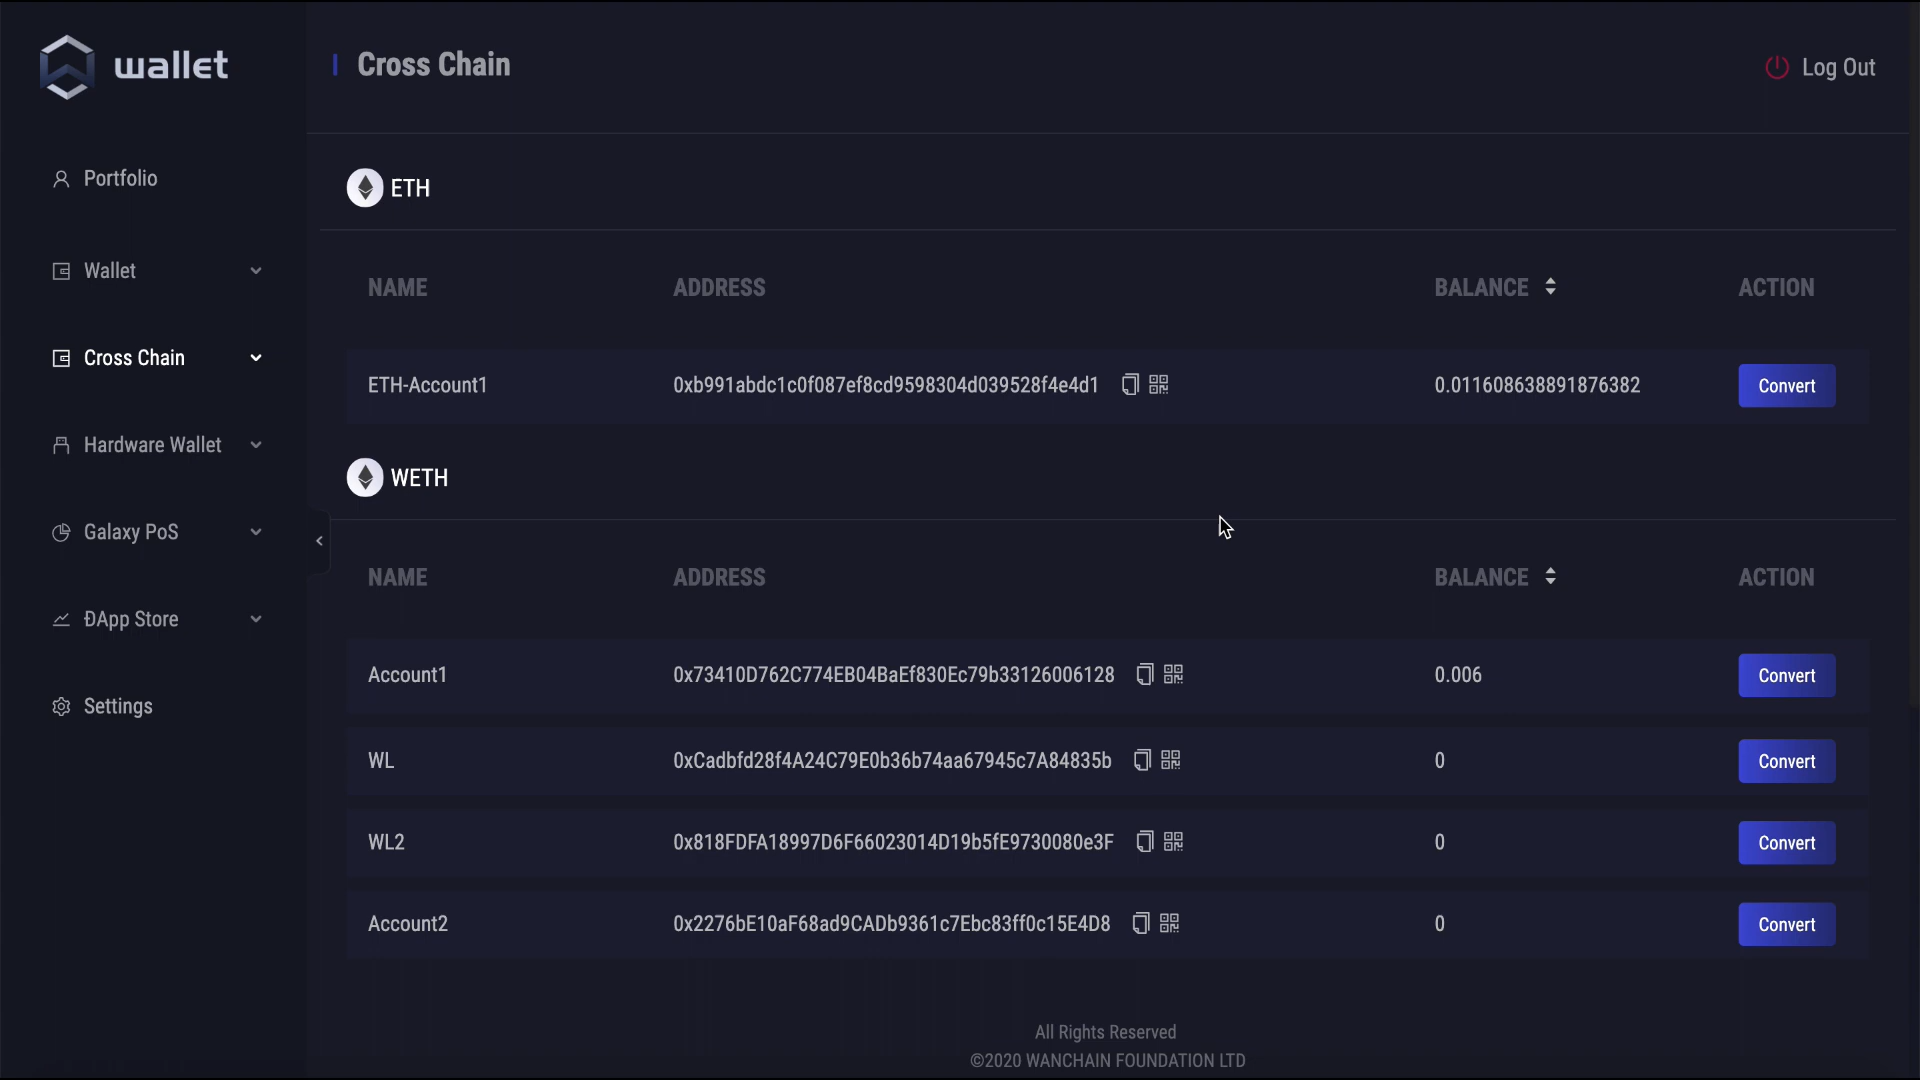 wallet
Cross Chain
Log Out
Portfolio
Wallet
Cross Chain
Hardware Wallet
Galaxy PoS
ÐApp Store
Settings
ETH
NAME ADDRESS BALANCE ACTION
ETH-Account1 0xb991abdc1c0f087ef8cd9598304d039528f4e4d1 0.011608638891876382 Convert
WETH
NAME ADDRESS BALANCE ACTION
Account1 0x73410D762C774EB04BaEf830Ec79b33126006128 0.006 Convert
WL 0xCadbfd28f4A24C79E0b36b74aa67945c7A84835b 0 Convert
WL2 0x818FDFA18997D6F66023014D19b5fE9730080e3F 0 Convert
Account2 0x2276bE10aF68ad9CADb9361c7Ebc83ff0c15E4D8 0 Convert
All Rights Reserved
©2020 WANCHAIN FOUNDATION LTD